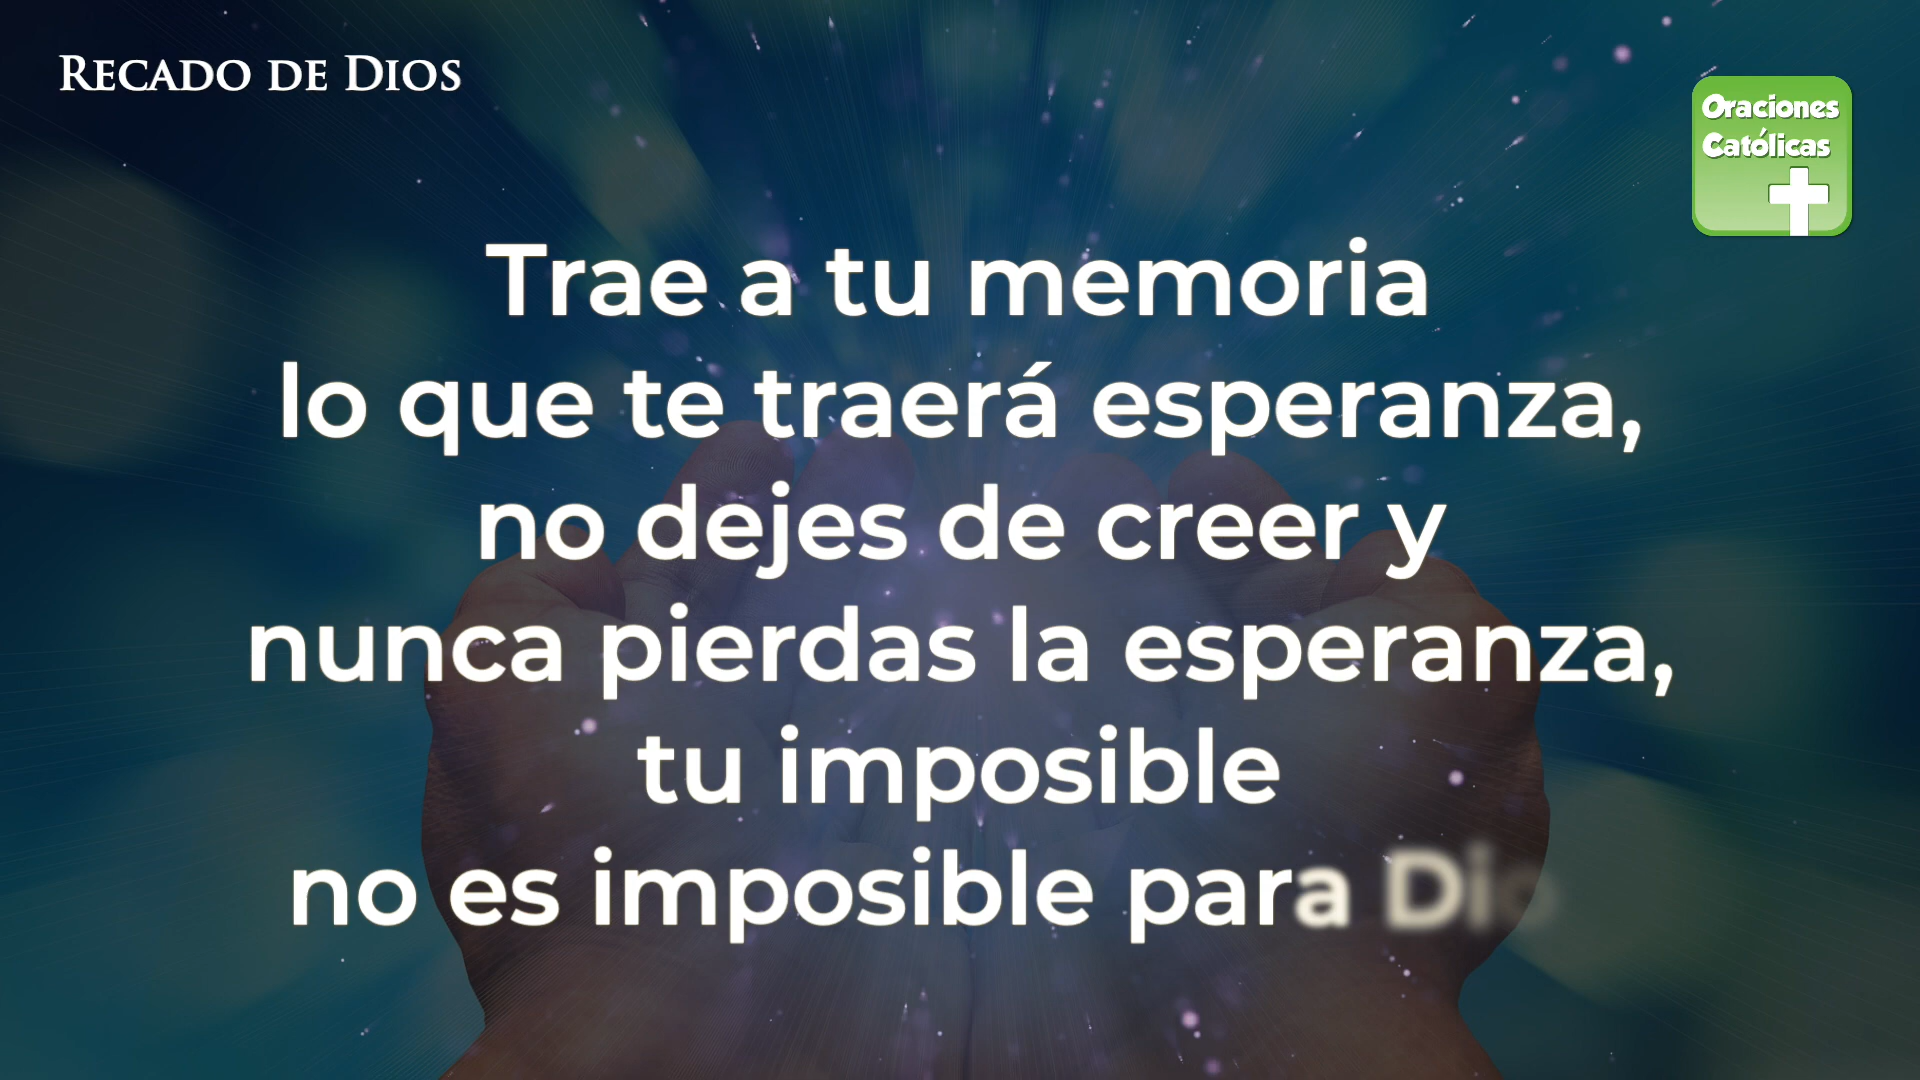 Recado de Dios
Oraciones
Católicas
Trae a tu memoria
lo que te traerá esperanza,
no dejes de creer y
nunca pierdas la esperanza,
tu imposible
no es imposible para Dio